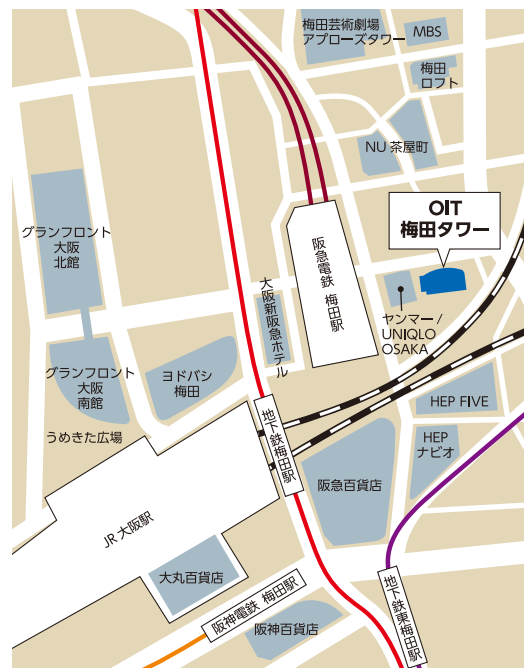 梅田芸術劇場
アプローズタワー
MBS
梅田
ロフト
NU 茶屋町
OIT
梅田タワー
グランフロント
大阪
北館
阪急電鉄 梅田駅
大阪新阪急ホテル
ヤンマー/
UNIQLO
OSAKA
グランフロント
大阪
南館
ヨドバシ
梅田
HEP FIVE
うめきた広場
地下鉄梅田駅
HEP
ナビオ
阪急百貨店
JR 大阪駅
大丸百貨店
阪神電鉄 梅田駅
地下鉄東梅田駅
阪神百貨店